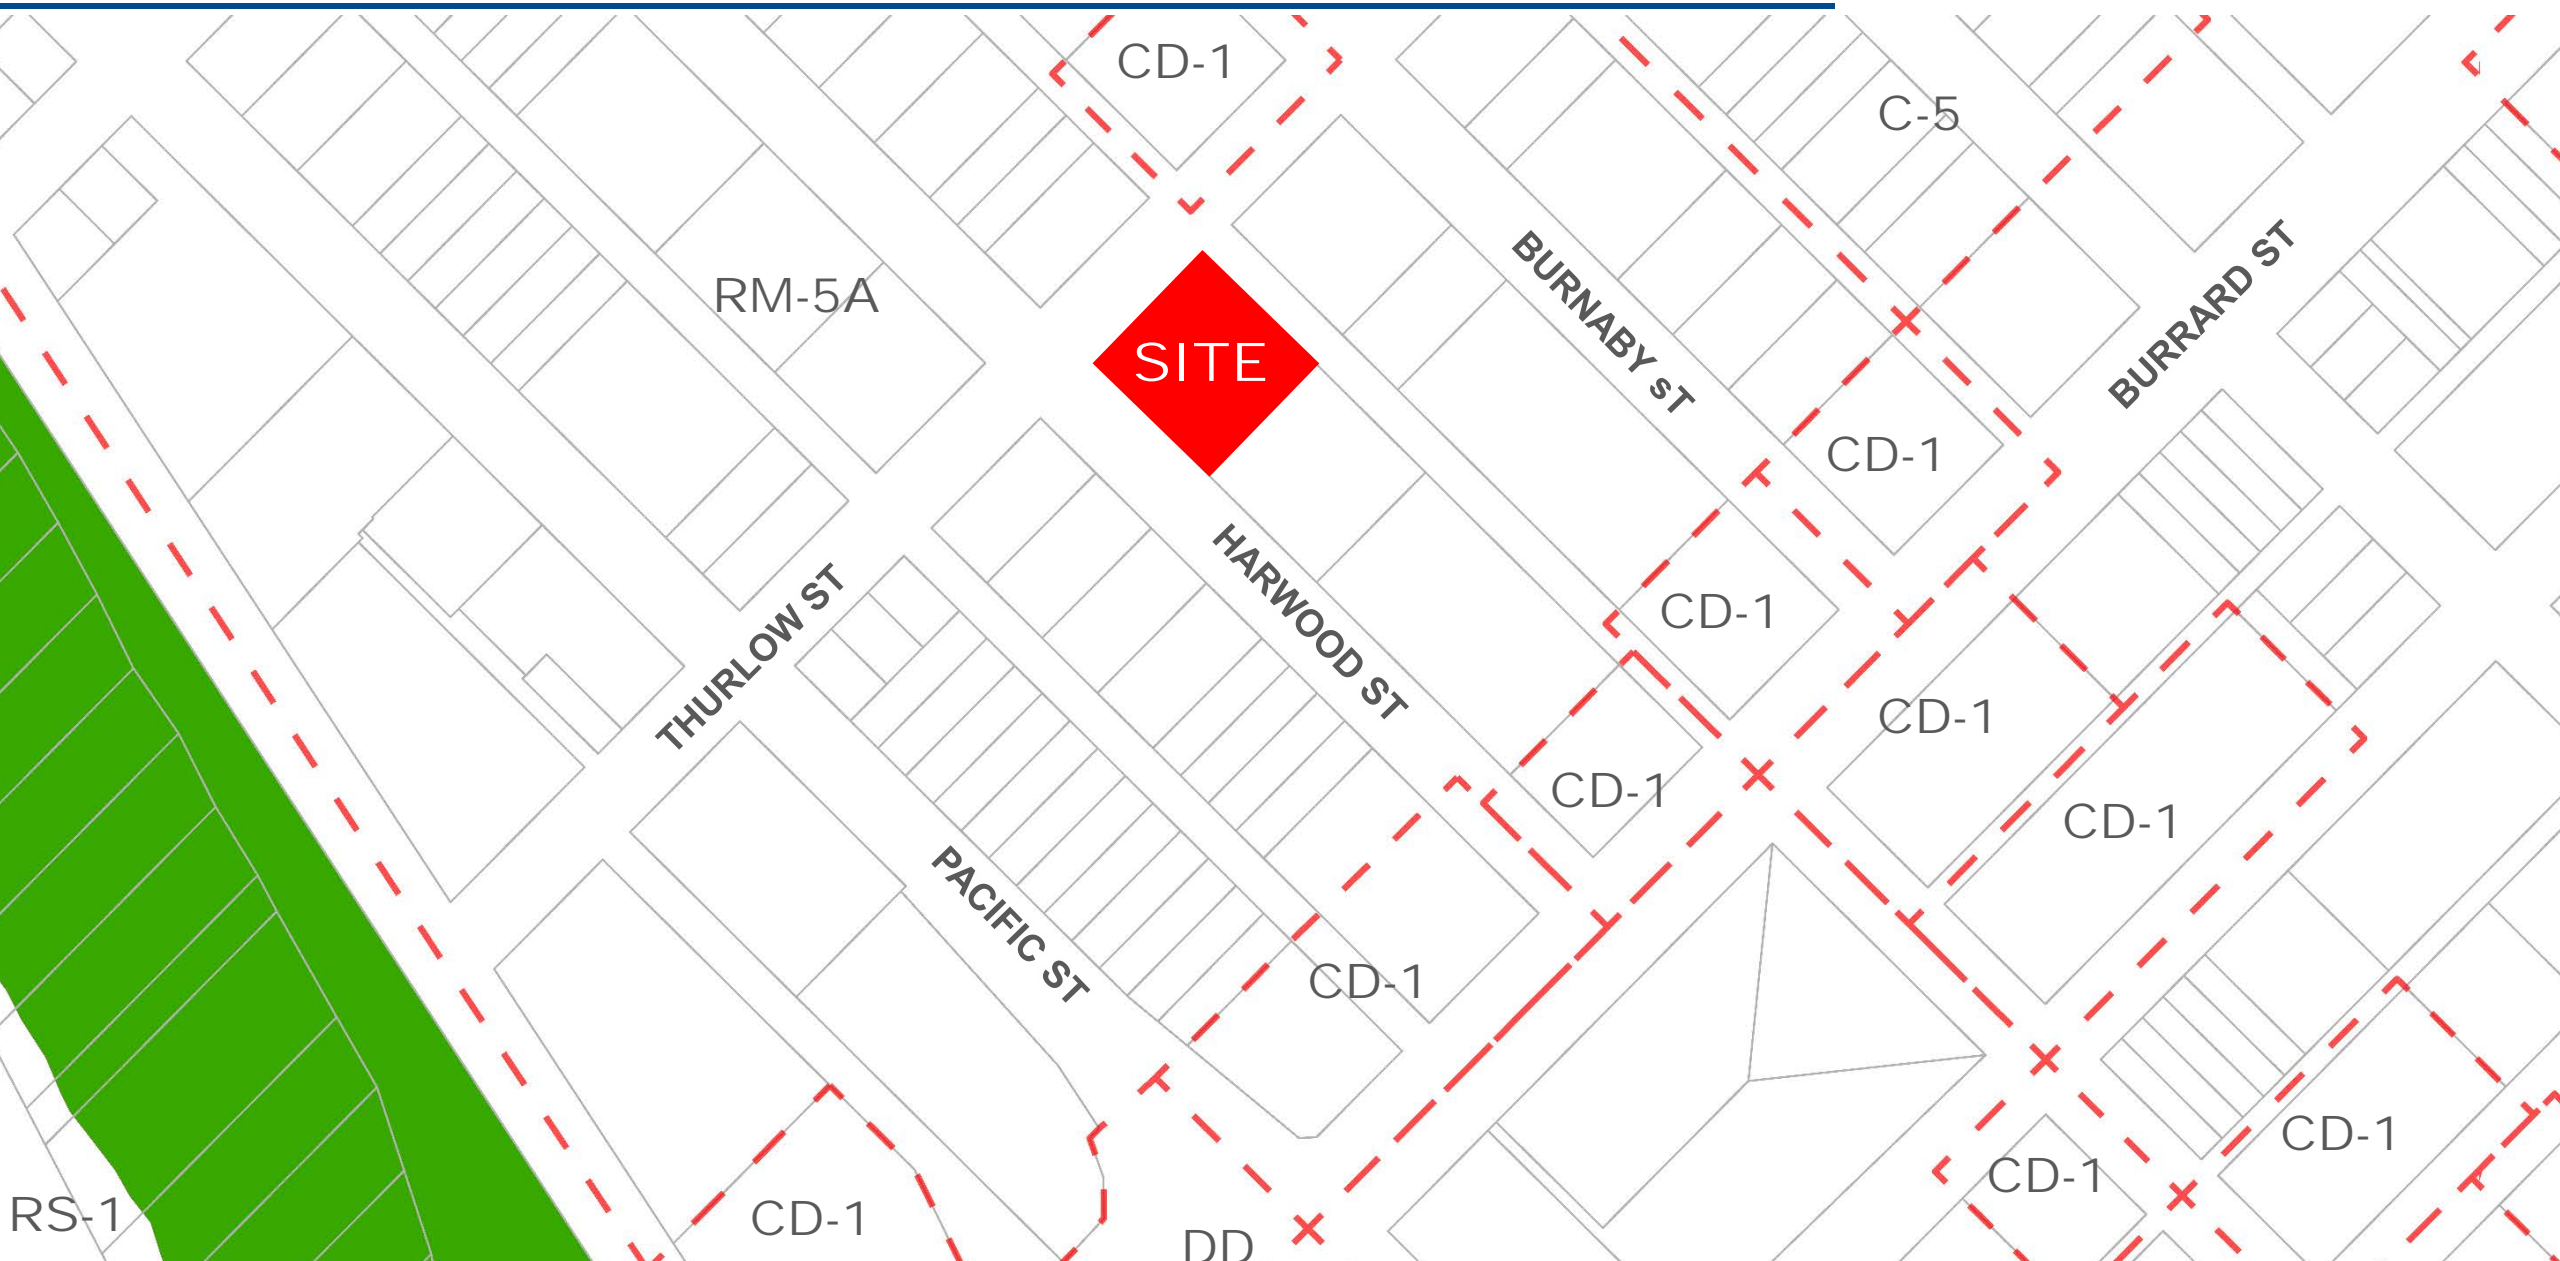 CD-1
C-5
RM-5A
BURNABY sT
BURRARD ST
SITE
CD-1
HARWOOD ST
CD-1
THURLOW ST
CD-1
CD-1
CD-1
PACIFIC ST
CD-1
CD-1
CD-1
RS-1
CD-1
DD